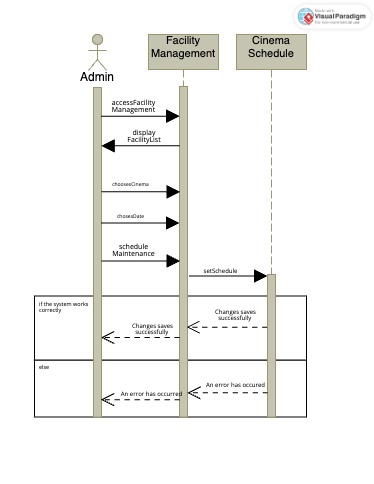 Made with
Visual Paradigm
For non-commercial use
Facility
Management
Cinema
Schedule
Admin
accessFacility
Management
display
FacilityList
choosesCinema
chosesDate
schedule
Maintenance
setSchedule
if the system works
correctly
Changes saves
successfully
Changes saves
successfully
else
An error has occured
An error has occurred